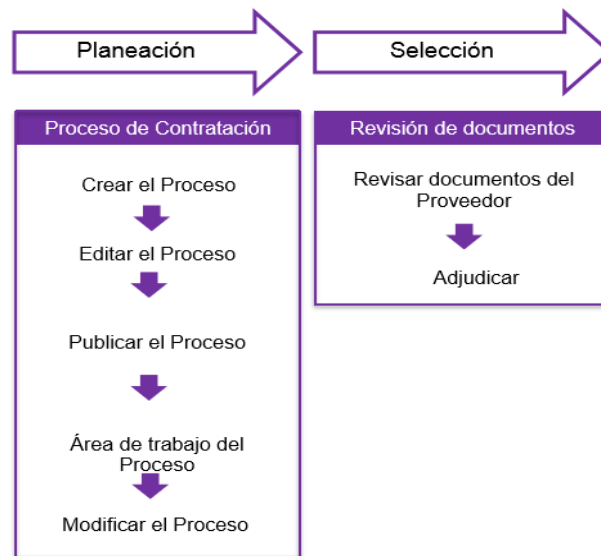 Planeación
Selección
Proceso de Contratación
Crear el Proceso
Editar el Proceso
Publicar el Proceso
Área de trabajo del
Proceso
Modificar el Proceso
Revisión de documentos
Revisar documentos del
Proveedor
Adjudicar